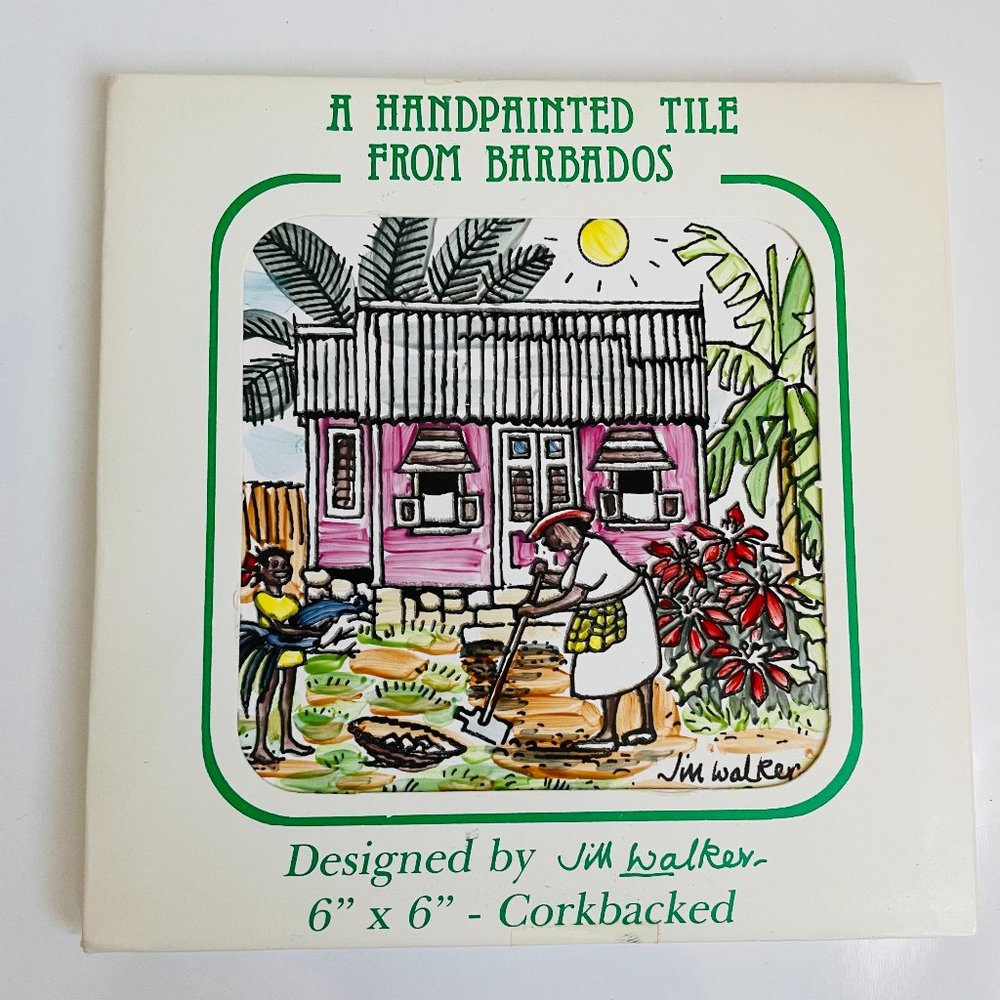 A HANDPAINTED TILE
FROM BARBADOS
Jill Walker
Designed by Jill Walker
6” x 6” - Corkbacked